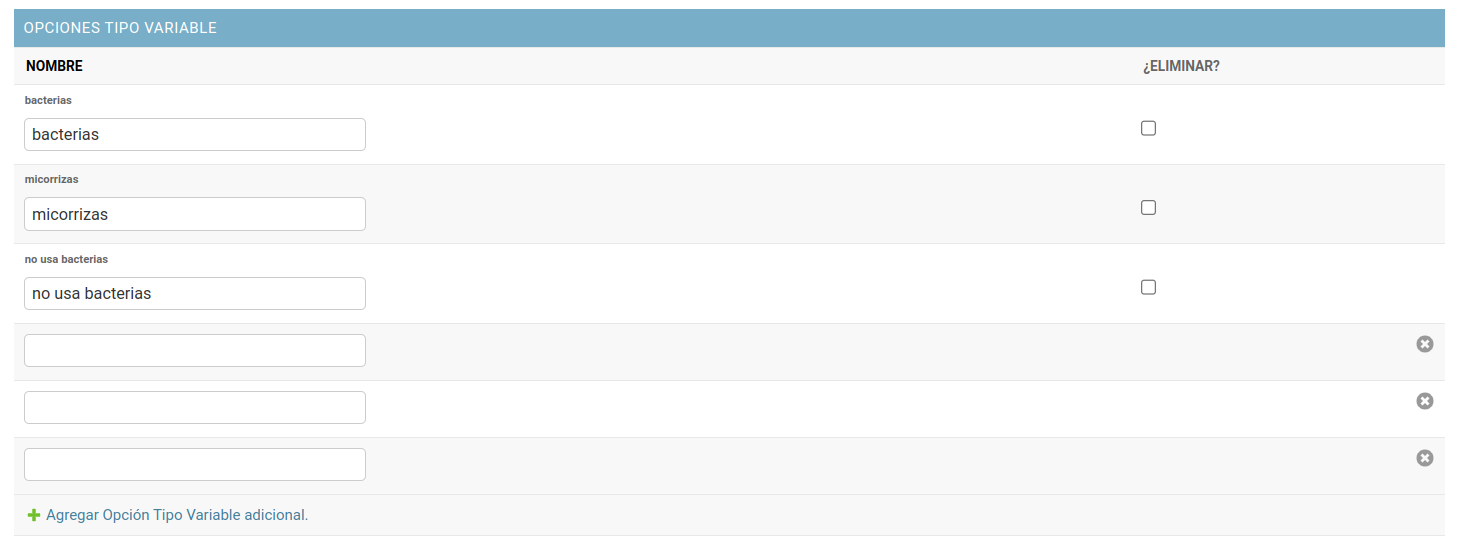 OPCIONES TIPO VARIABLE
NOMBRE ¿ELIMINAR?
bacterias
bacterias
micorrizas
micorrizas
no usa bacterias
no usa bacterias
Agregar Opción Tipo Variable adicional.